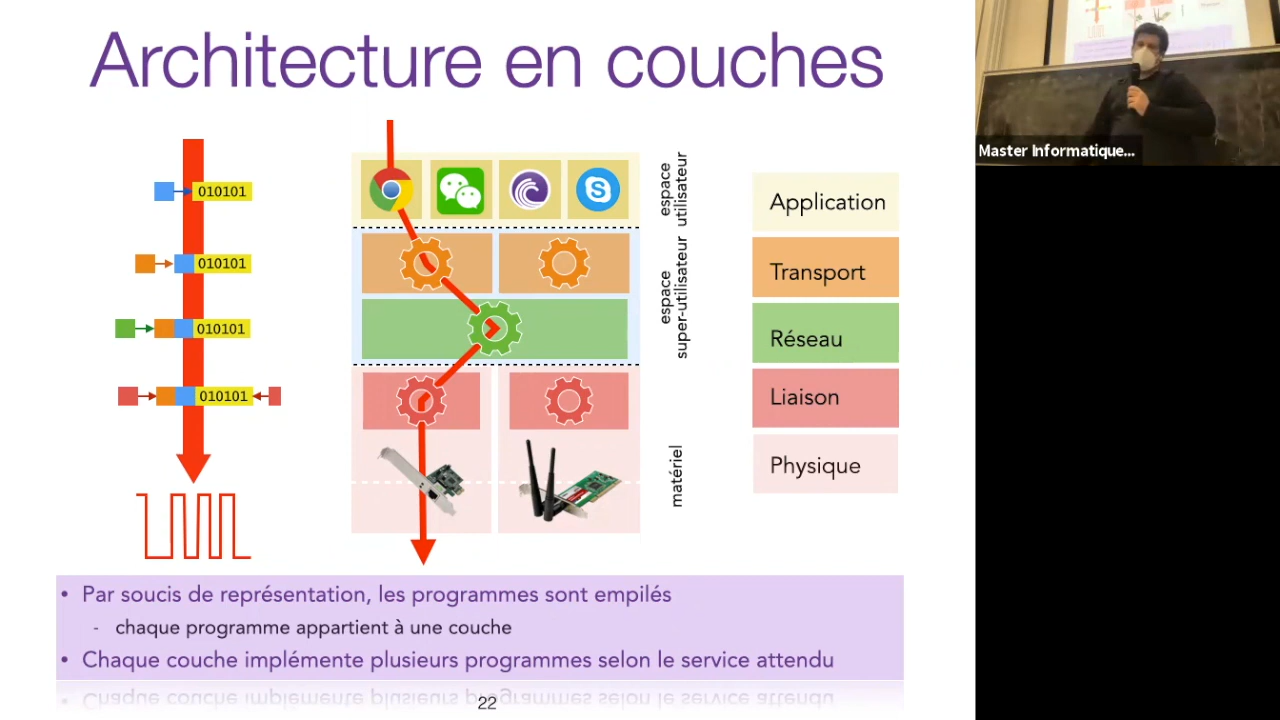 Architecture en couches
010101
010101
010101
010101
espace
utilisateur
espace
super-utilisateur
matériel
Application
Transport
Réseau
Liaison
Physique
• Par soucis de représentation, les programmes sont empilés
- chaque programme appartient à une couche
• Chaque couche implémente plusieurs programmes selon le service attendu
22
Master Informatique...